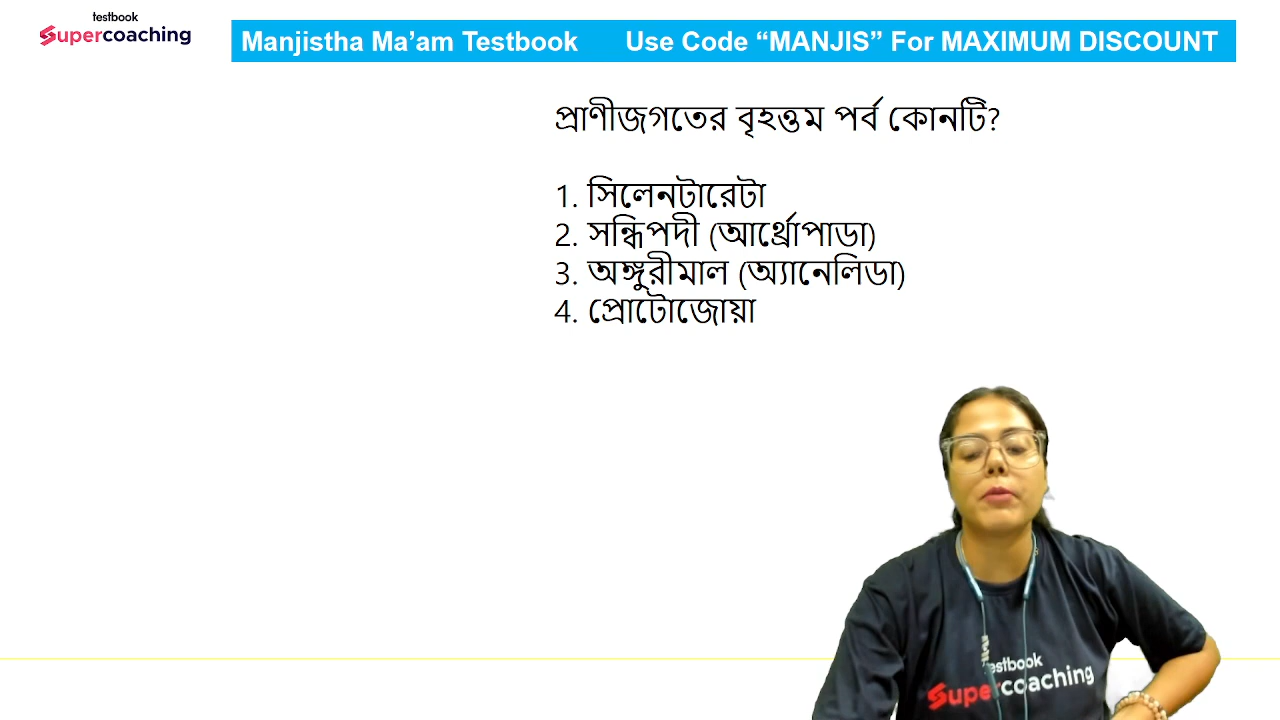 testbook
Supercoaching
Manjistha Ma’am Testbook Use Code “MANJIS” For MAXIMUM DISCOUNT
প্রাণীজগতের বৃহত্তম পর্ব কোনটি?
1. সিলেনটারেটা
2. সন্ধিপদী (আর্থ্রোপাডা)
3. অঙ্গুরীমাল (অ্যানেলিডা)
4. প্রোটোজোয়া
testbook
Supercoaching